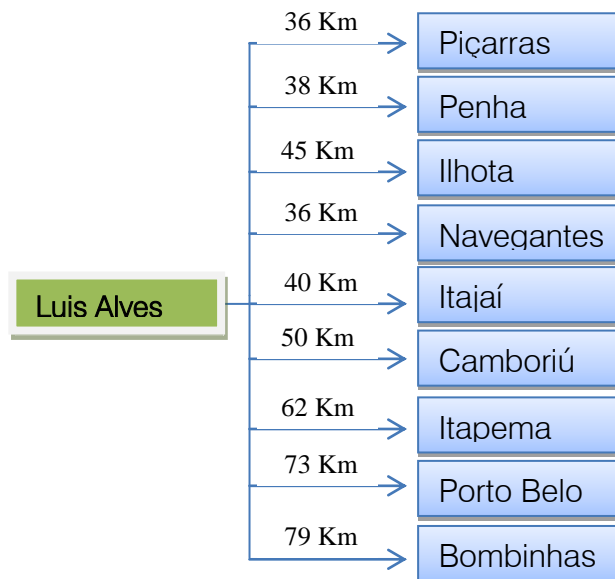 36 Km
Piçarras
38 Km
Penha
45 Km
Ilhota
36 Km
Navegantes
Luis Alves
40 Km
Itajaí
50 Km
Camboriú
62 Km
Itapema
73 Km
Porto Belo
79 Km
Bombinhas